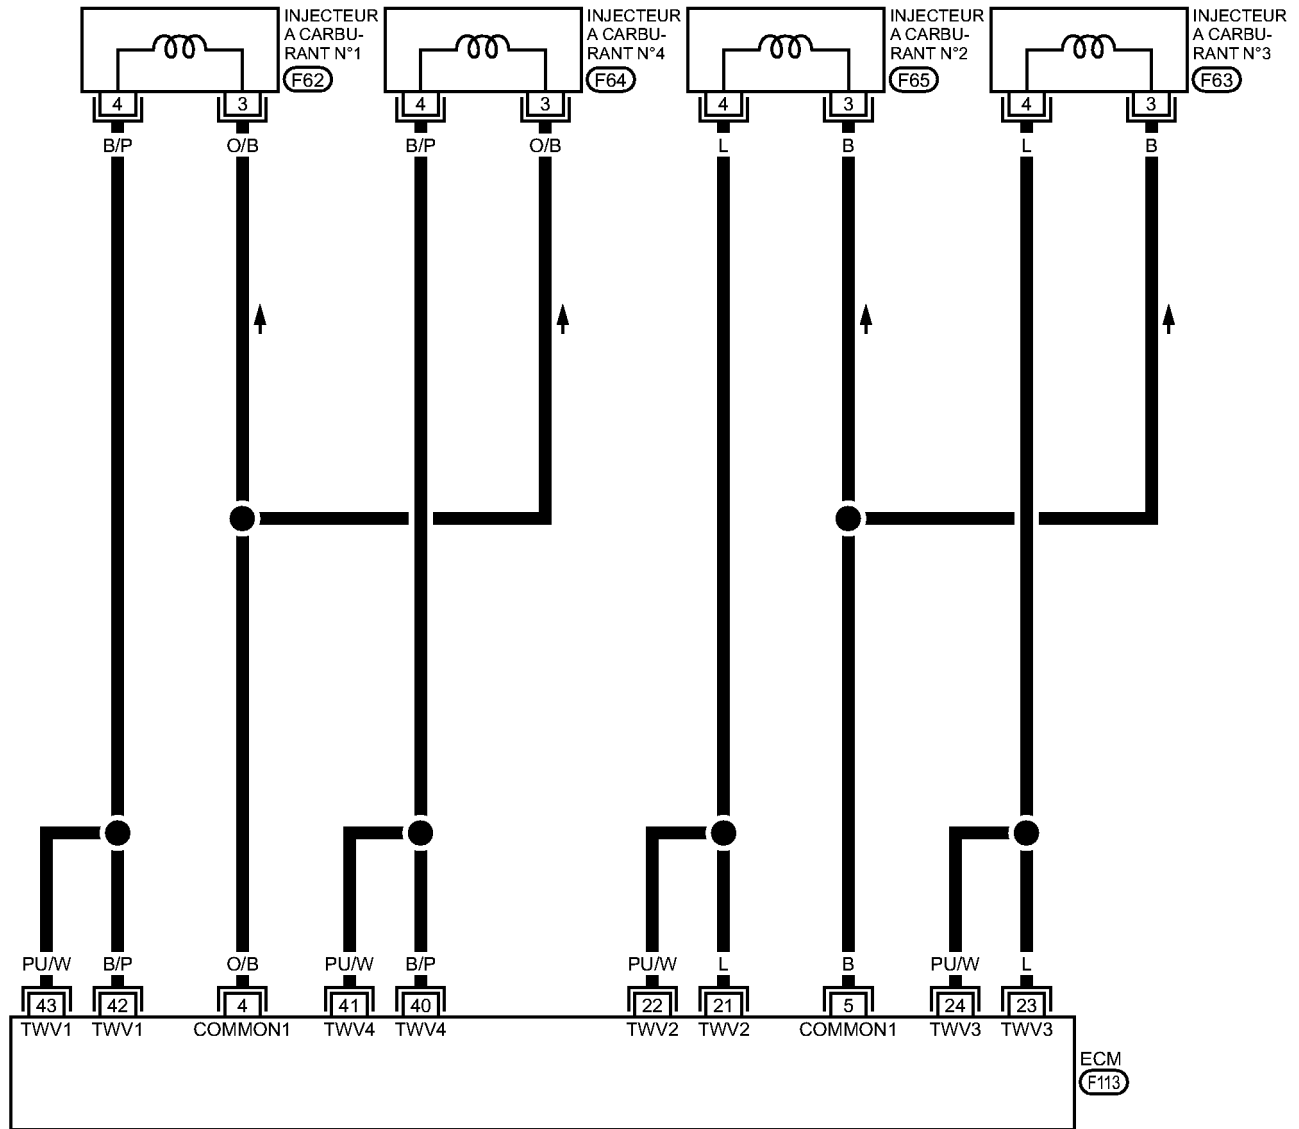 INJECTEUR
A CARBU-
RANT N°1
F62
INJECTEUR
A CARBU-
RANT N°4
F64
INJECTEUR
A CARBU-
RANT N°2
F65
INJECTEUR
A CARBU-
RANT N°3
F63
4 3 4 3 4 3 4 3
B/P O/B B/P O/B L B L B
PU/W B/P O/B PU/W B/P PU/W L B PU/W L
43 42 4 41 40 22 21 5 24 23
TWV1 TWV1 COMMON1 TWV4 TWV4 TWV2 TWV2 COMMON1 TWV3 TWV3
ECM
F113